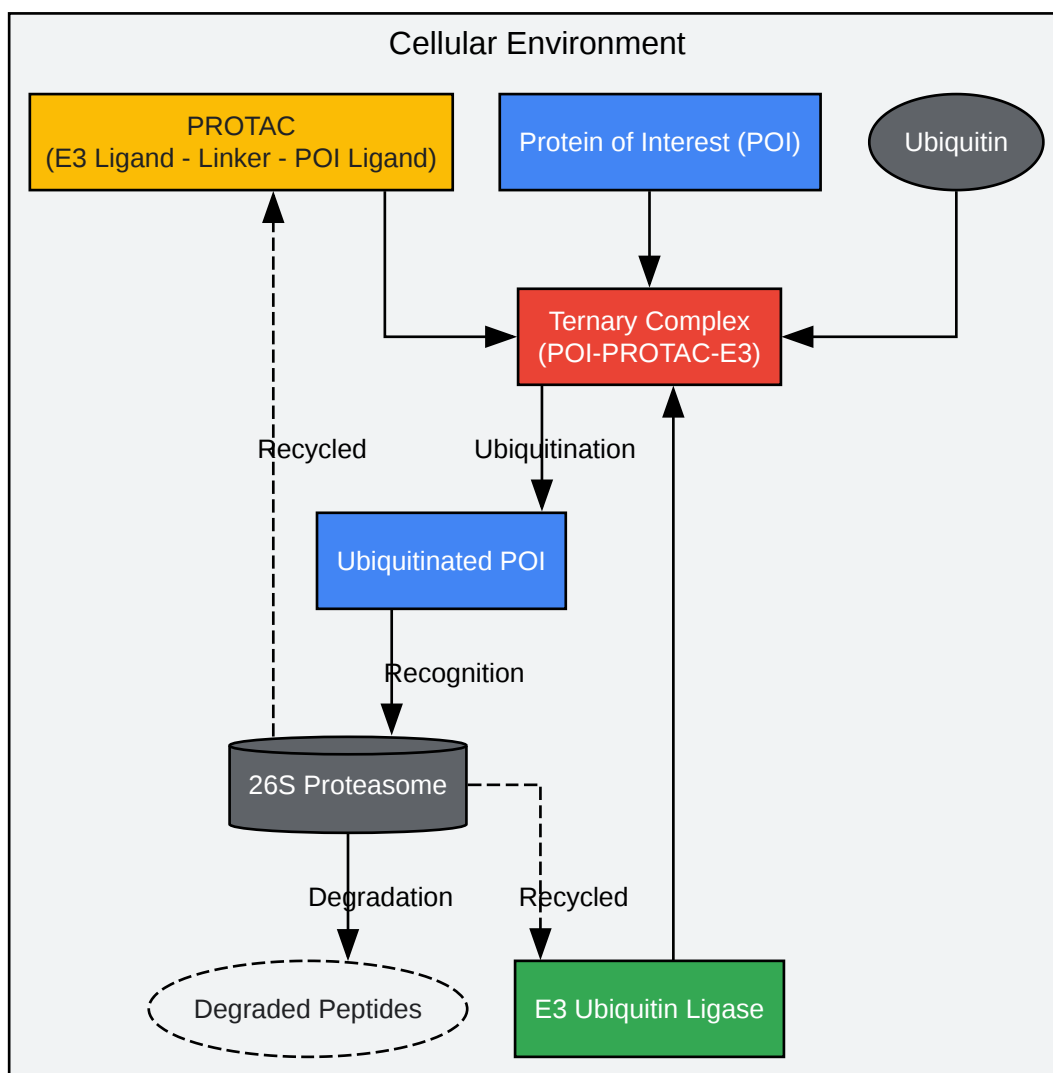 Cellular Environment
PROTAC
(E3 Ligand - Linker - POI Ligand)
Protein of Interest (POI)
Ubiquitin
Ternary Complex
(POI-PROTAC-E3)
Recycled
Ubiquitination
Ubiquitinated POI
Recognition
26S Proteasome
Degradation
Recycled
Degraded Peptides
E3 Ubiquitin Ligase